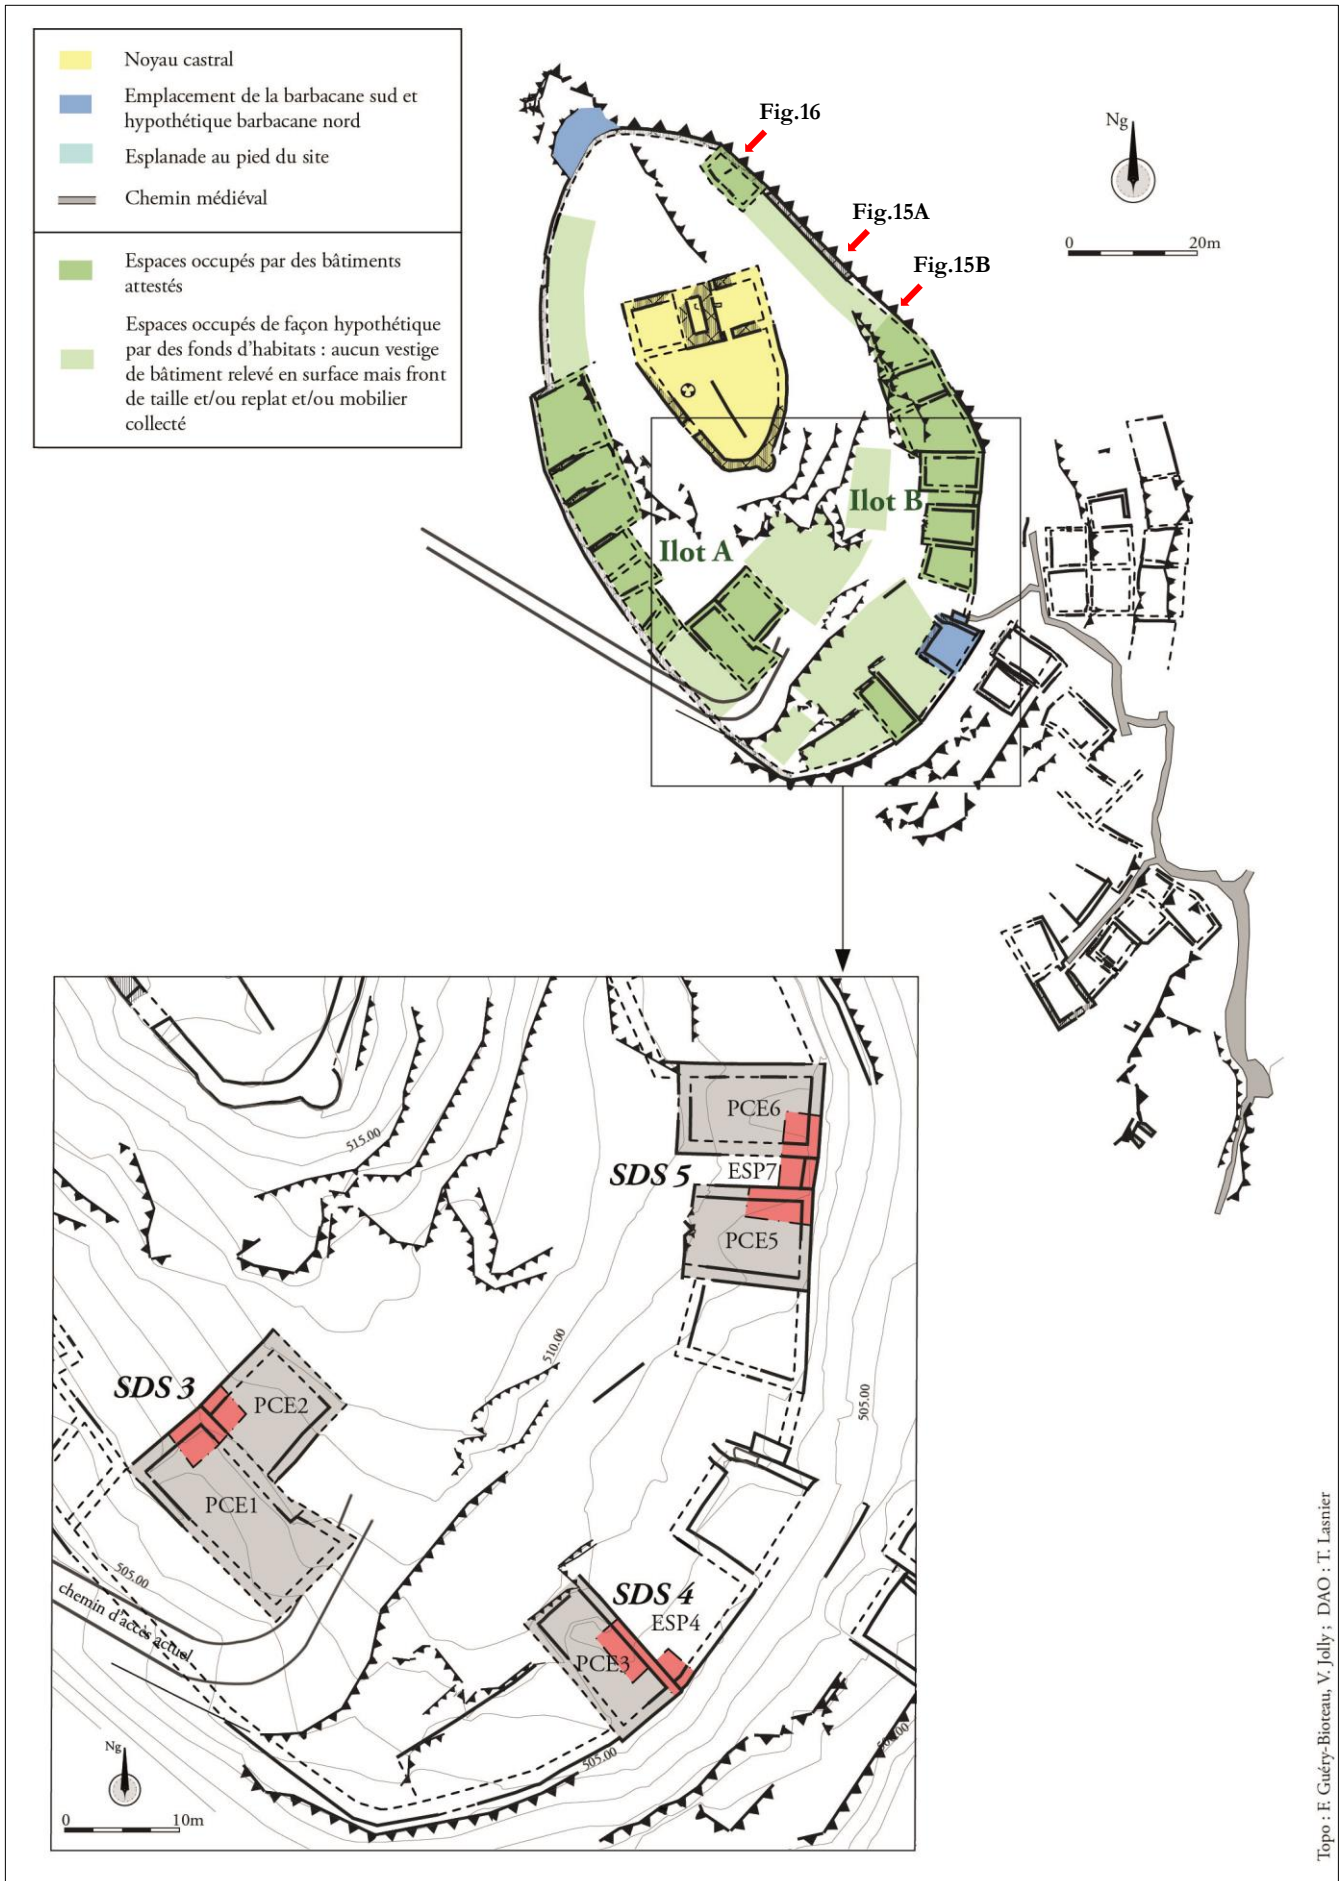 Noyau castral
Emplacement de la barbacane sud et
hypothétique barbacane nord
Esplanade au pied du site
Chemin médiéval
Espaces occupés par des bâtiments
attestés
Espaces occupés de façon hypothétique
par des fonds d'habitats : aucun vestige
de bâtiment relevé en surface mais front
de taille et/ou replat et/ou mobilier
collecté
Fig.16
Fig.15A
Fig.15B
Ng
0 20m
Ilot B
Ilot A
515.00
PCE6
SDS 5
ESP7
PCE5
510.00
505.00
SDS 3
PCE2
PCE1
505.00
chemin d'accès actuel
SDS 4
ESP4
PCE3
505.00
Ng
0 10m
Topo : F. Guéry-Bioteau, V. Jolly ; DAO : T. Lasnier